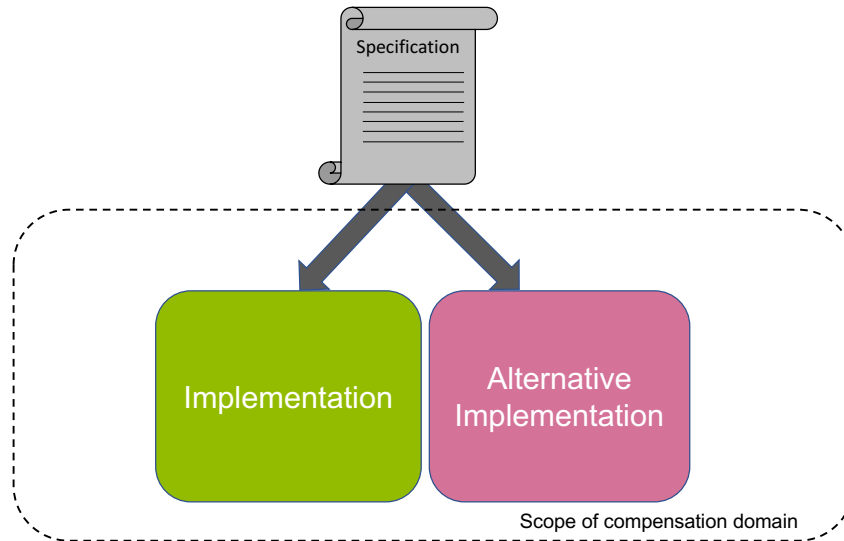 Specification
Implementation
Alternative
Implementation
Scope of compensation domain